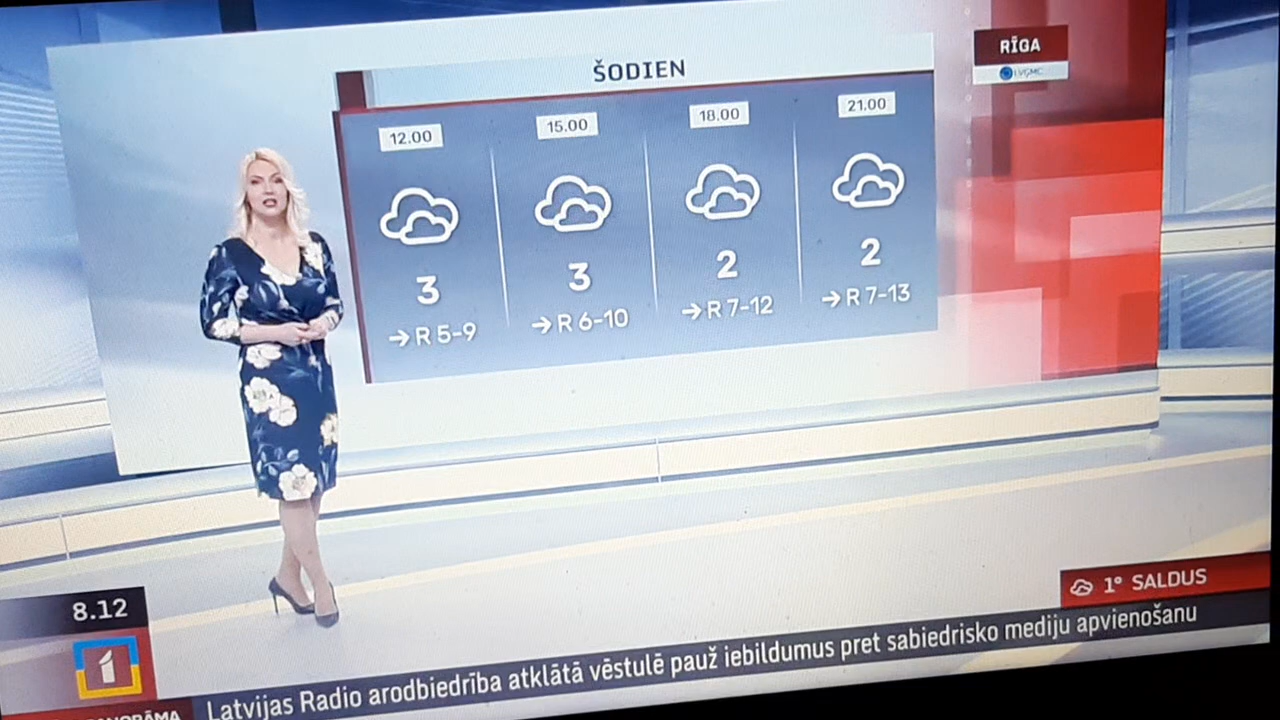 ŠODIEN
RĪGA
LVĢMC
12.00
15.00
18.00
21.00
3
3
2
2
→ R 5-9
→ R 6-10
→ R 7-12
→ R 7-13
1° SALDUS
8.12
1
Latvijas Radio arodbiedrība atklātā vēstulē pauž iebildumus pret sabiedrisko mediju apvienošanu